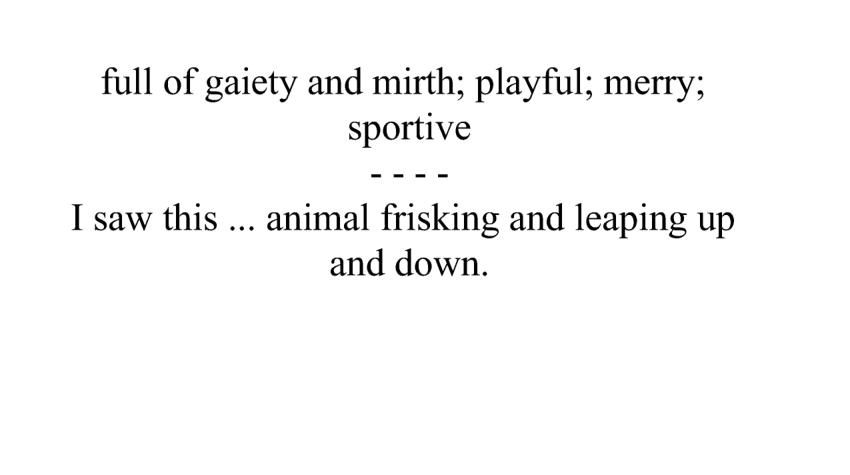 full of gaiety and mirth; playful; merry;
sportive
- - - -
I saw this ... animal frisking and leaping up
and down.